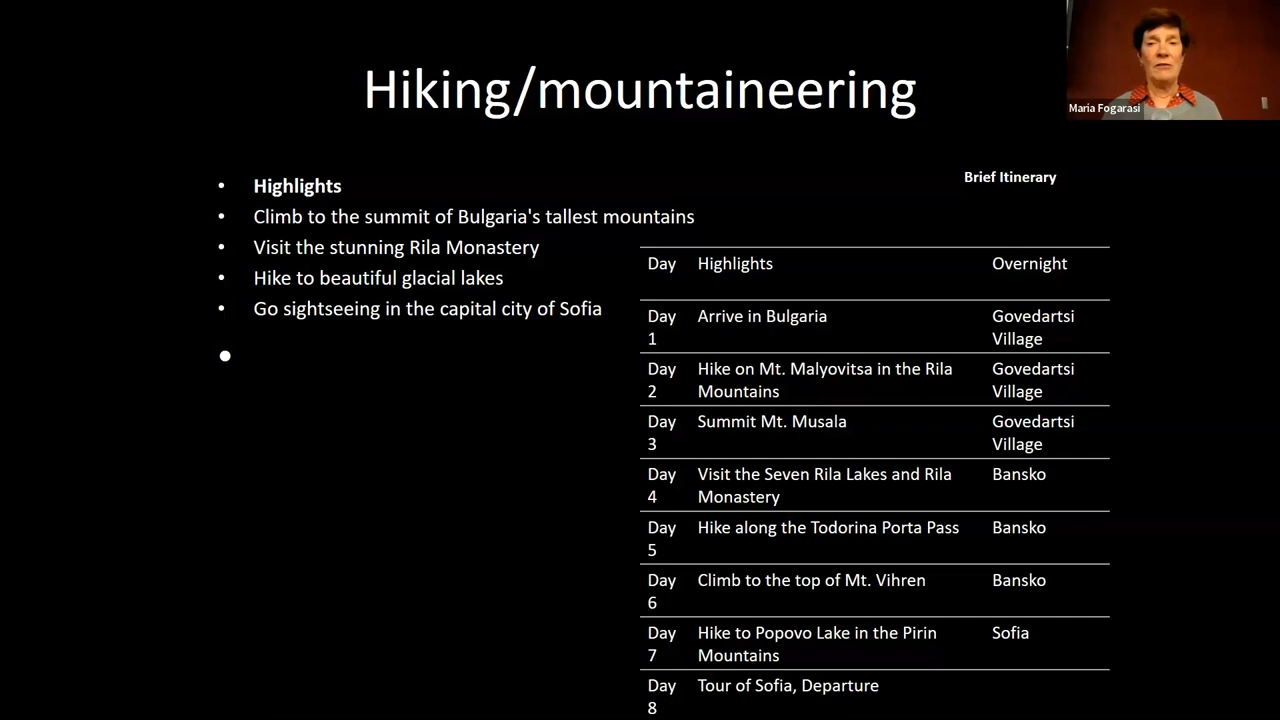 Hiking/mountaineering
Maria Fogarasi
• Highlights
• Climb to the summit of Bulgaria's tallest mountains
• Visit the stunning Rila Monastery
• Hike to beautiful glacial lakes
• Go sightseeing in the capital city of Sofia
•
Brief Itinerary
Day Highlights Overnight
Day Arrive in Bulgaria Govedartsi
1 Village
Day Hike on Mt. Malyovitsa in the Rila Govedartsi
2 Mountains Village
Day Summit Mt. Musala Govedartsi
3 Village
Day Visit the Seven Rila Lakes and Rila Bansko
4 Monastery
Day Hike along the Todorina Porta Pass Bansko
5
Day Climb to the top of Mt. Vihren Bansko
6
Day Hike to Popovo Lake in the Pirin Sofia
7 Mountains
Day Tour of Sofia, Departure
8